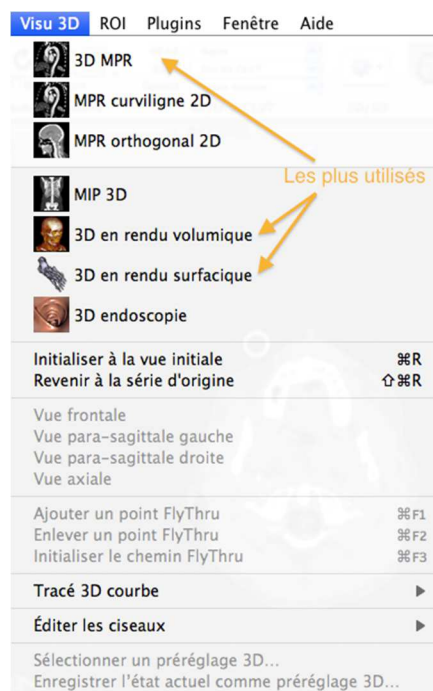 Visu 3D ROI Plugins Fenêtre Aide
3D MPR
MPR curviligne 2D
MPR orthogonal 2D
Les plus utilisés
MIP 3D
3D en rendu volumique
3D en rendu surfacique
3D endoscopie
Initialiser à la vue initiale ⌘R
Revenir à la série d'origine ⇧⌘R
Vue frontale
Vue para-sagittale gauche
Vue para-sagittale droite
Vue axiale
Ajouter un point FlyThru ⌘F1
Enlever un point FlyThru ⌘F2
Initialiser le chemin FlyThru ⌘F3
Tracé 3D courbe
Éditer les ciseaux
Sélectionner un préréglage 3D...
Enregistrer l'état actuel comme préréglage 3D...